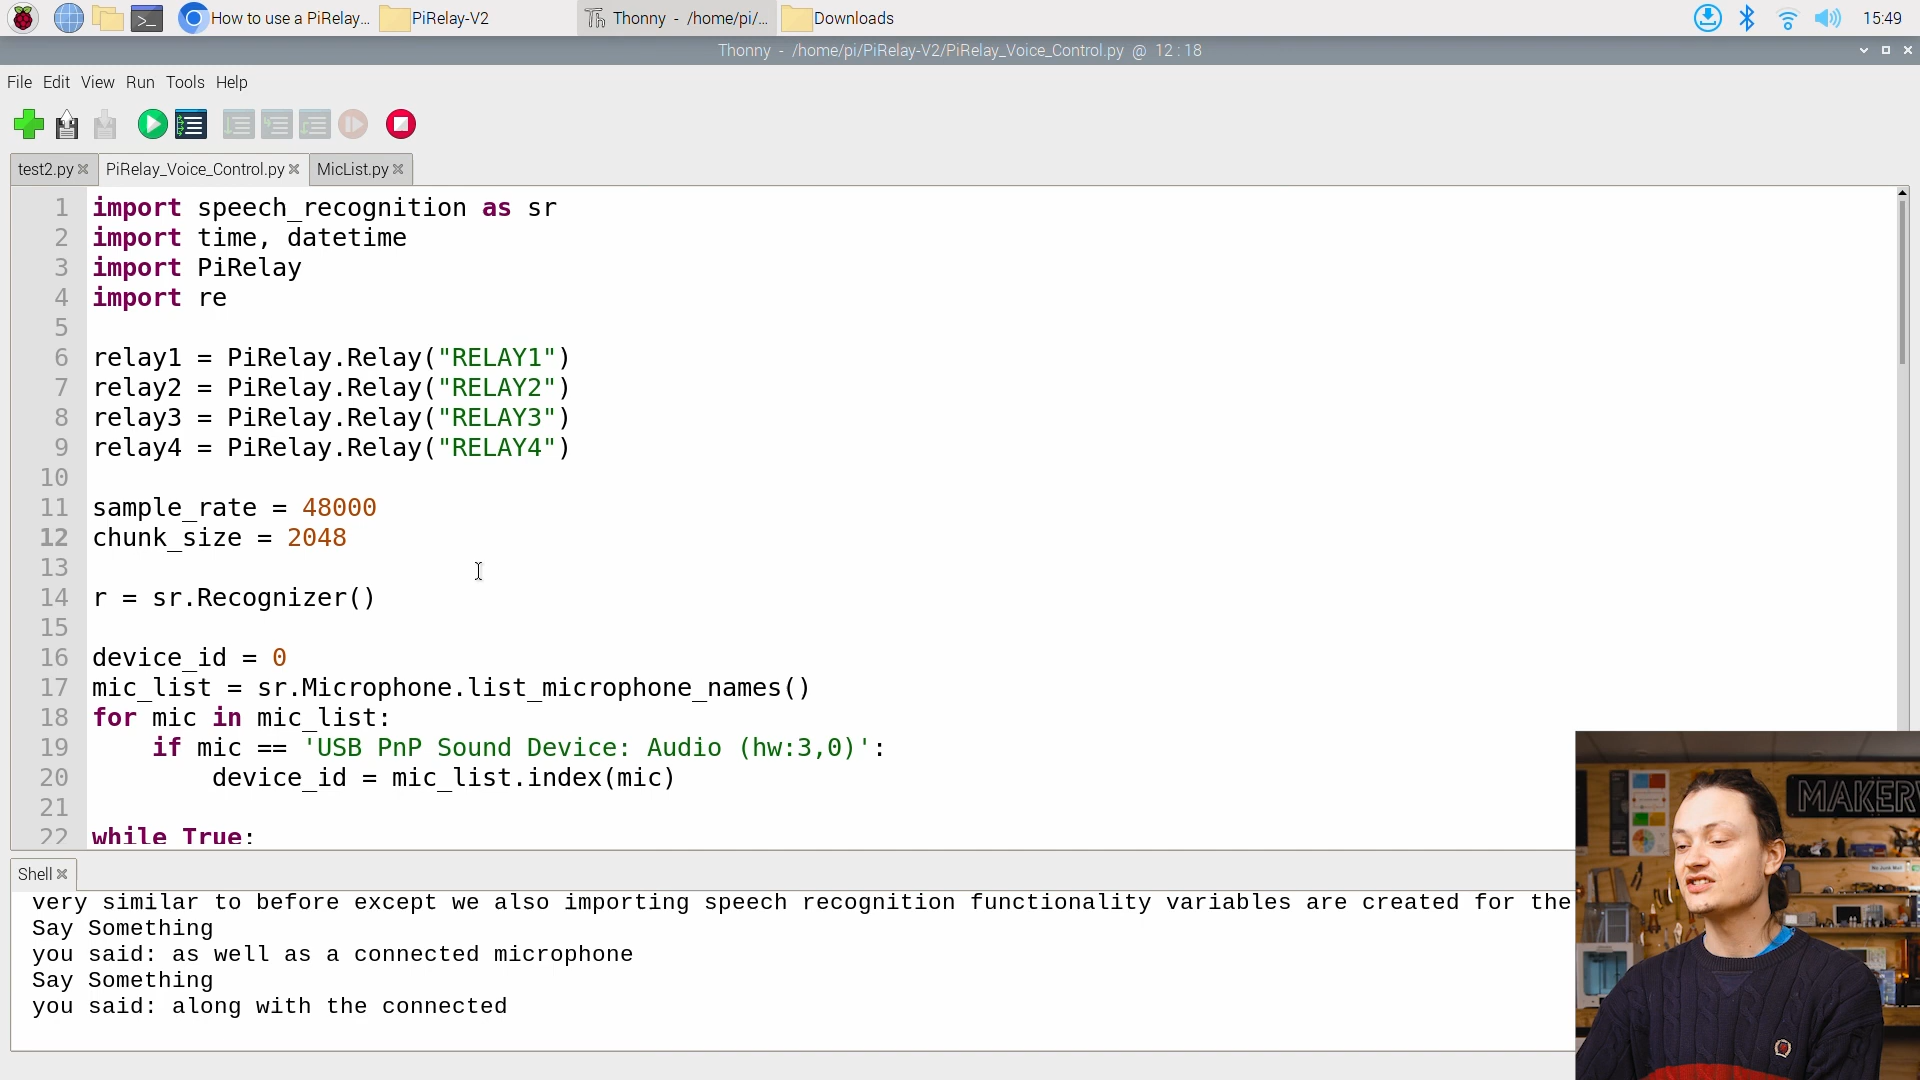 How to use a PiRelay... PiRelay-V2 Thonny - /home/pi/... Downloads 15:49
Thonny - /home/pi/PiRelay-V2/PiRelay_Voice_Control.py @ 12:18
File Edit View Run Tools Help
test2.py PiRelay_Voice_Control.py MicList.py
1 import speech_recognition as sr
2 import time, datetime
3 import PiRelay
4 import re
5
6 relay1 = PiRelay.Relay("RELAY1")
7 relay2 = PiRelay.Relay("RELAY2")
8 relay3 = PiRelay.Relay("RELAY3")
9 relay4 = PiRelay.Relay("RELAY4")
10
11 sample_rate = 48000
12 chunk_size = 2048
13
14 r = sr.Recognizer()
15
16 device_id = 0
17 mic_list = sr.Microphone.list_microphone_names()
18 for mic in mic_list:
19 if mic == 'USB PnP Sound Device: Audio (hw:3,0)':
20 device_id = mic_list.index(mic)
21
22 while True:
MAKER
Shell
very similar to before except we also importing speech recognition functionality variables are created for the
Say Something
you said: as well as a connected microphone
Say Something
you said: along with the connected